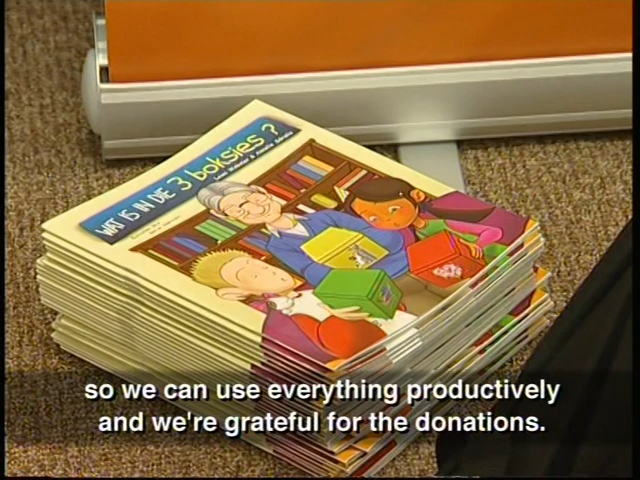 WAT IS IN DIE 3 boksies ?
so we can use everything productively
and we're grateful for the donations.